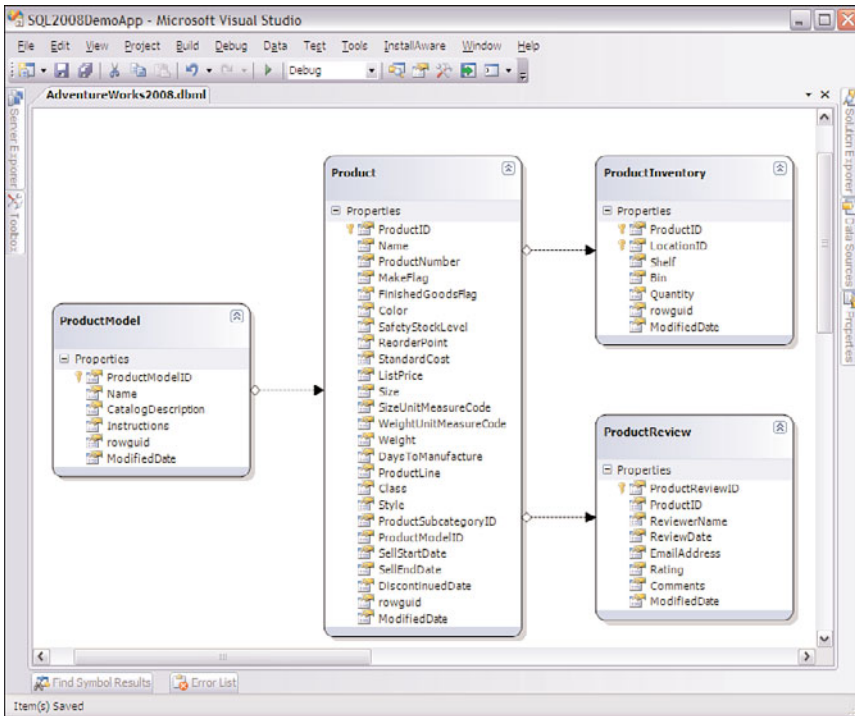 SQL2008DemoApp - Microsoft Visual Studio
File Edit View Project Build Debug Data Test Tools InstallAware Window Help
Debug
AdventureWorks2008.dbml
Server Explorer
Toolbox
ProductModel
Properties
ProductModelID
Name
CatalogDescription
Instructions
rowguid
ModifiedDate
Product
Properties
ProductID
Name
ProductNumber
MakeFlag
FinishedGoodsFlag
Color
SafetyStockLevel
ReorderPoint
StandardCost
ListPrice
Size
SizeUnitMeasureCode
WeightUnitMeasureCode
Weight
DaysToManufacture
ProductLine
Class
Style
ProductSubcategoryID
ProductModelID
SellStartDate
SellEndDate
DiscontinuedDate
rowguid
ModifiedDate
ProductInventory
Properties
ProductID
LocationID
Shelf
Bin
Quantity
rowguid
ModifiedDate
ProductReview
Properties
ProductReviewID
ProductID
ReviewerName
ReviewDate
EmailAddress
Rating
Comments
ModifiedDate
Solution Explorer
Data Sources
Properties
Find Symbol Results
Error List
Item(s) Saved